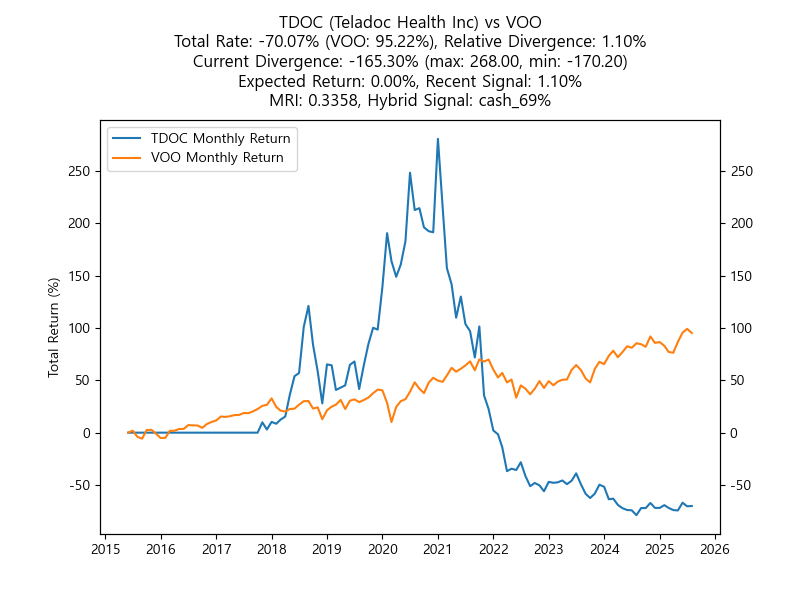 TDOC (Teladoc Health Inc) vs VOO
Total Rate: -70.07% (VOO: 95.22%), Relative Divergence: 1.10%
Current Divergence: -165.30% (max: 268.00, min: -170.20)
Expected Return: 0.00%, Recent Signal: 1.10%
MRI: 0.3358, Hybrid Signal: cash_69%
TDOC Monthly Return
VOO Monthly Return
Total Return (%)
250
200
150
100
50
0
-50
250
200
150
100
50
0
-50
2015 2016 2017 2018 2019 2020 2021 2022 2023 2024 2025 2026